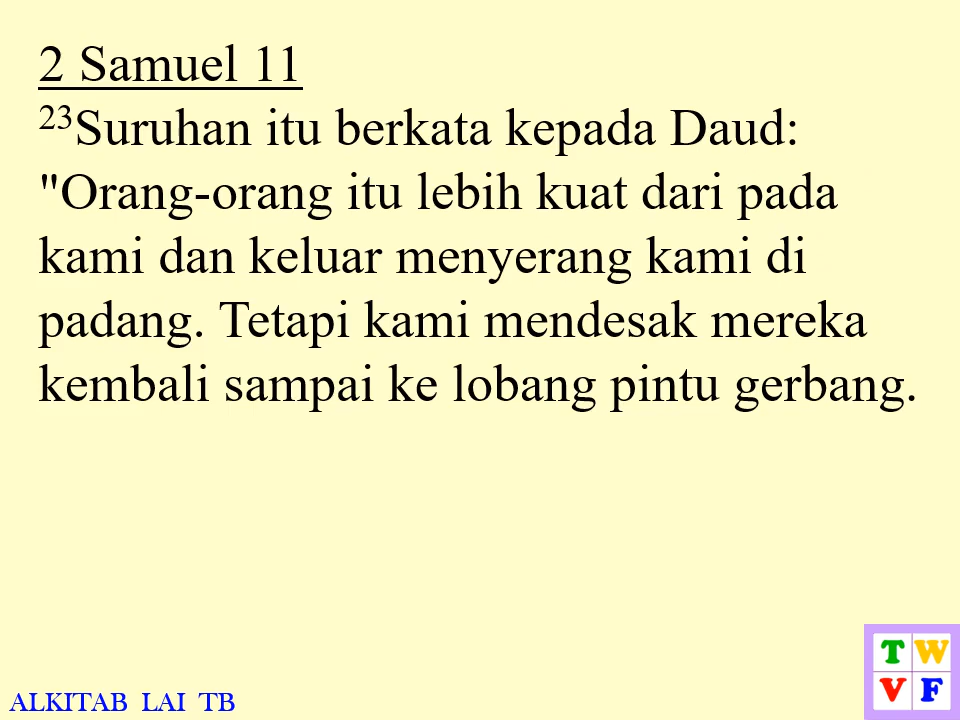 2 Samuel 11
23Suruhan itu berkata kepada Daud:
"Orang-orang itu lebih kuat dari pada
kami dan keluar menyerang kami di
padang. Tetapi kami mendesak mereka
kembali sampai ke lobang pintu gerbang.
T W
V F
ALKITAB LAI TB